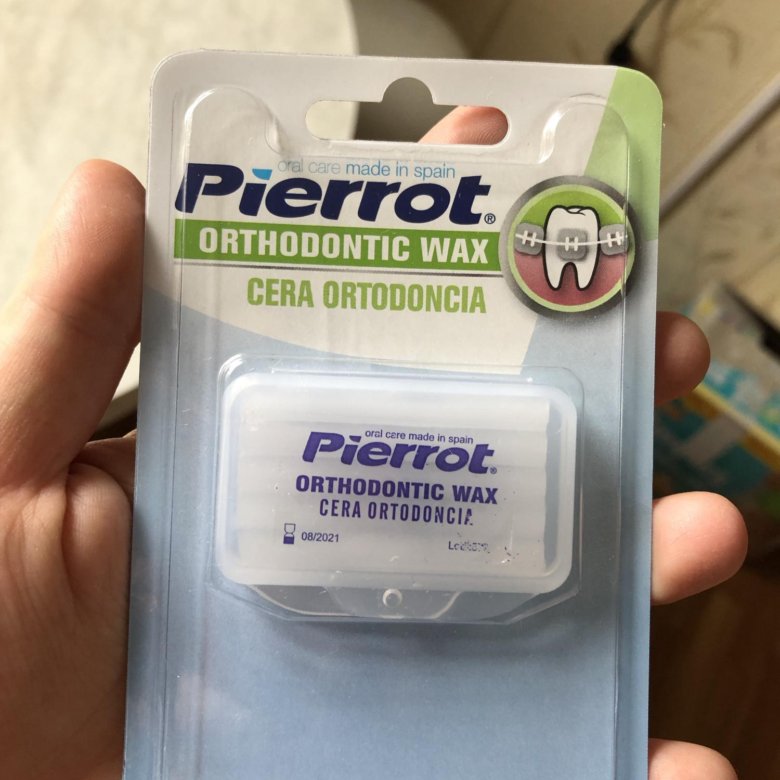 oral care made in spain
Pierrot®
ORTHODONTIC WAX
CERA ORTODONCIA
oral care made in spain
Pierrot®
ORTHODONTIC WAX
CERA ORTODONCIA
08/2021